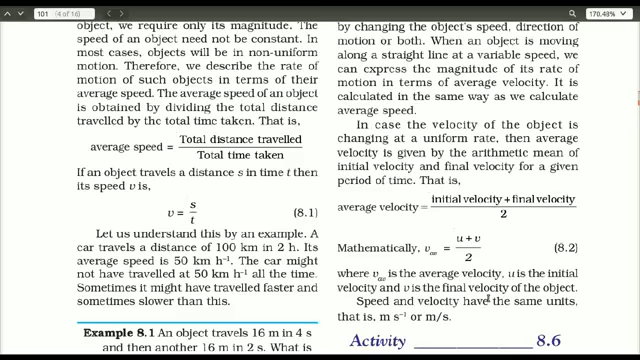 101 (4 of 16)
170.48%
object, we require only its magnitude. The
speed of an object need not be constant. In
most cases, objects will be in non-uniform
motion. Therefore, we describe the rate of
motion of such objects in terms of their
average speed. The average speed of an object
is obtained by dividing the total distance
travelled by the total time taken. That is,
average speed = Total distance travelled / Total time taken
If an object travels a distance s in time t then
its speed v is,
v = s / t (8.1)
Let us understand this by an example. A
car travels a distance of 100 km in 2 h. Its
average speed is 50 km h⁻¹. The car might
not have travelled at 50 km h⁻¹ all the time.
Sometimes it might have travelled faster and
sometimes slower than this.
Example 8.1 An object travels 16 m in 4 s
and then another 16 m in 2 s. What is
by changing the object's speed, direction of
motion or both. When an object is moving
along a straight line at a variable speed, we
can express the magnitude of its rate of
motion in terms of average velocity. It is
calculated in the same way as we calculate
average speed.
In case the velocity of the object is
changing at a uniform rate, then average
velocity is given by the arithmetic mean of
initial velocity and final velocity for a
given period of time. That is,
average velocity = initial velocity + final velocity / 2
Mathematically, vₐᵥ = u + v / 2 (8.2)
where vₐᵥ is the average velocity, u is the initial
velocity and v is the final velocity of the object.
Speed and velocity have the same units,
that is, m s⁻¹ or m/s.
Activity 8.6